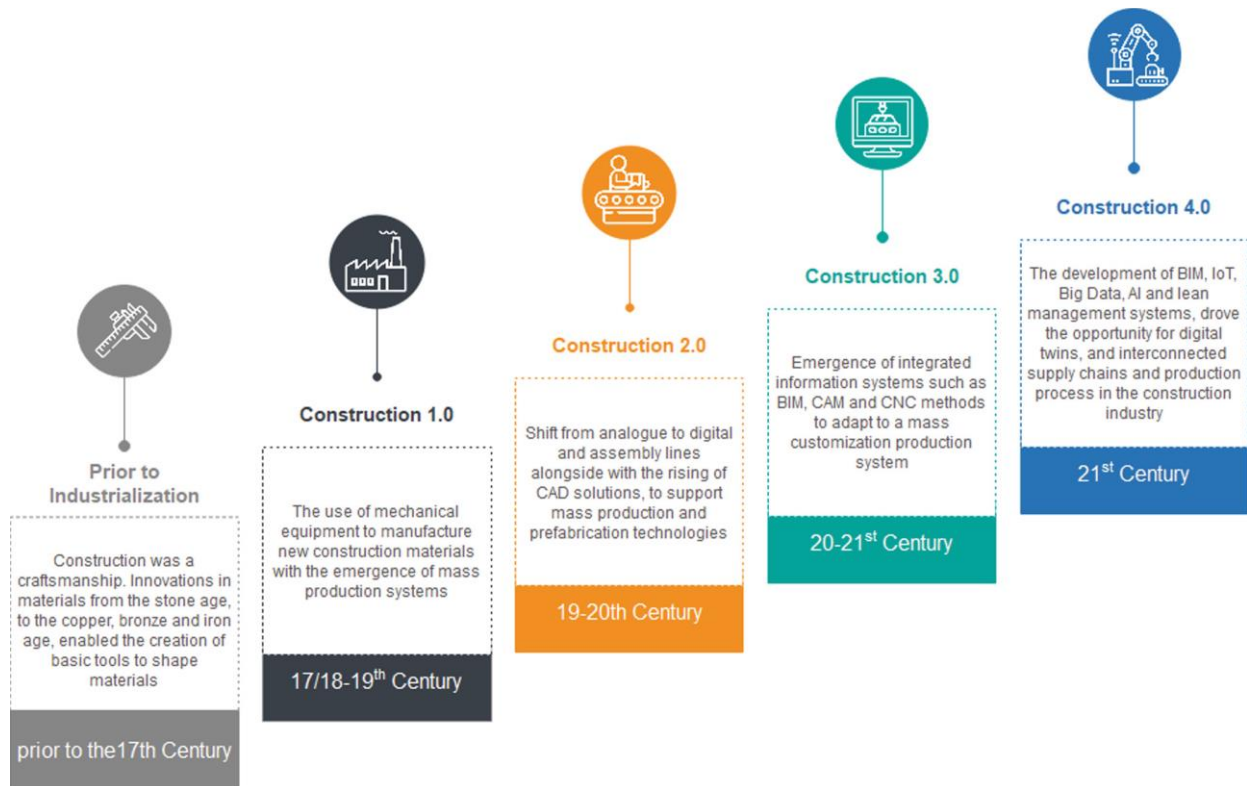 Prior to
Industrialization
Construction was a
craftsmanship. Innovations in
materials from the stone age,
to the copper, bronze and iron
age, enabled the creation of
basic tools to shape
materials
prior to the17th Century
Construction 1.0
The use of mechanical
equipment to manufacture
new construction materials
with the emergence of mass
production systems
17/18-19th Century
Construction 2.0
Shift from analogue to digital
and assembly lines
alongside with the rising of
CAD solutions, to support
mass production and
prefabrication technologies
19-20th Century
Construction 3.0
Emergence of integrated
information systems such as
BIM, CAM and CNC methods
to adapt to a mass
customization production
system
20-21st Century
Construction 4.0
The development of BIM, IoT,
Big Data, AI and lean
management systems, drove
the opportunity for digital
twins, and interconnected
supply chains and production
process in the construction
industry
21st Century